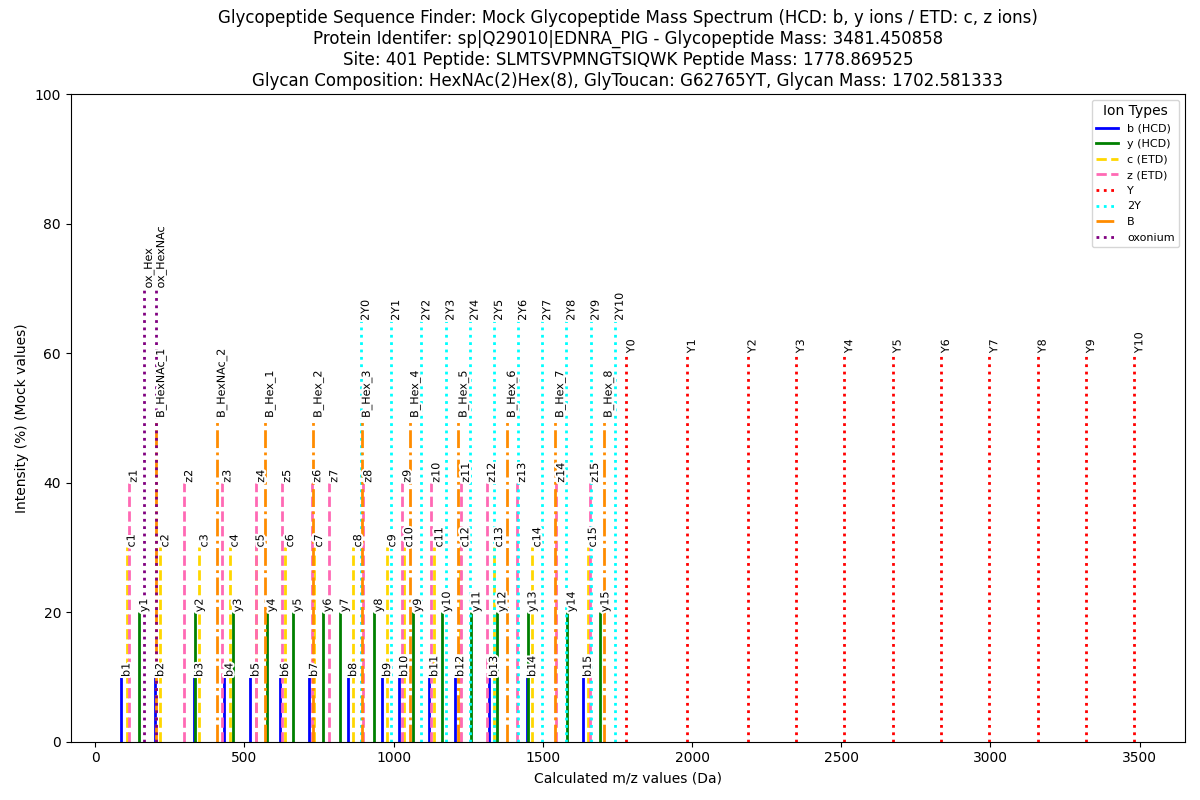 Glycopeptide Sequence Finder: Mock Glycopeptide Mass Spectrum (HCD: b, y ions / ETD: c, z ions)
Protein Identifer: sp|Q29010|EDNRA_PIG - Glycopeptide Mass: 3481.450858
Site: 401 Peptide: SLMTSVPMNGTSIQWK Peptide Mass: 1778.869525
Glycan Composition: HexNAc(2)Hex(8), GlyToucan: G62765YT, Glycan Mass: 1702.581333
Intensity (%) (Mock values)
100
80
60
40
20
0
Ion Types
b (HCD)
y (HCD)
c (ETD)
z (ETD)
Y
2Y
B
oxonium
ox_Hex
ox_HexNAc
2Y0
2Y1
2Y2
2Y3
2Y4
2Y5
2Y6
2Y7
2Y8
2Y9
2Y10
Y0
Y1
Y2
Y3
Y4
Y5
Y6
Y7
Y8
Y9
Y10
B_HexNAc_1
B_HexNAc_2
B_Hex_1
B_Hex_2
B_Hex_3
B_Hex_4
B_Hex_5
B_Hex_6
B_Hex_7
B_Hex_8
z1
z2
z3
z4
z5
z6
z7
z8
z9
z10
z11
z12
z13
z14
z15
c1
c2
c3
c4
c5
c6
c7
c8
c9
c10
c11
c12
c13
c14
c15
y1
y2
y3
y4
y5
y6
y7
y8
y9
y10
y11
y12
y13
y14
y15
b1
b2
b3
b4
b5
b6
b7
b8
b9
b10
b11
b12
b13
b14
b15
0
500
1000
1500
2000
2500
3000
3500
Calculated m/z values (Da)